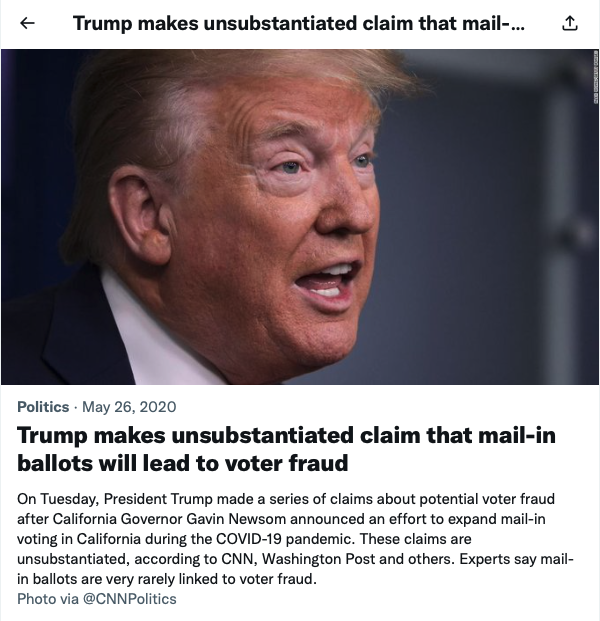 Trump makes unsubstantiated claim that mail-...
Politics · May 26, 2020
Trump makes unsubstantiated claim that mail-in
ballots will lead to voter fraud
On Tuesday, President Trump made a series of claims about potential voter fraud
after California Governor Gavin Newsom announced an effort to expand mail-in
voting in California during the COVID-19 pandemic. These claims are
unsubstantiated, according to CNN, Washington Post and others. Experts say mail-
in ballots are very rarely linked to voter fraud.
Photo via @CNNPolitics